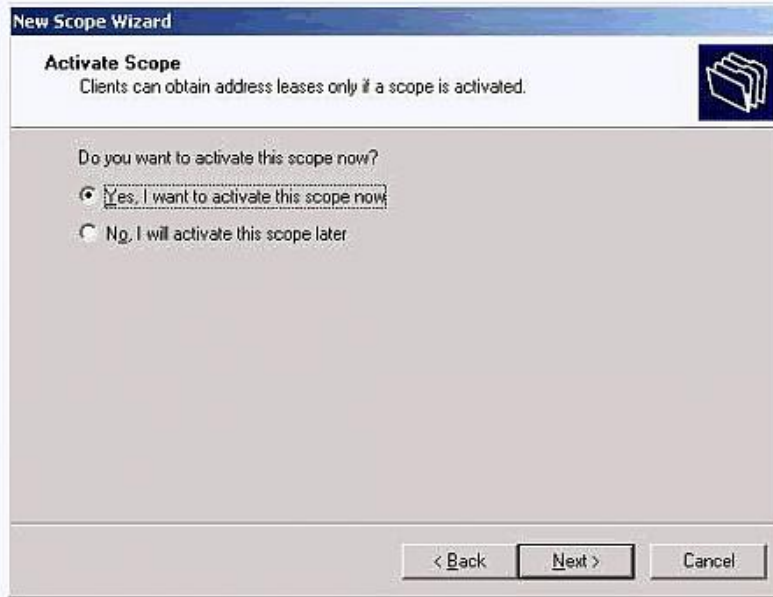 New Scope Wizard
Activate Scope
Clients can obtain address leases only if a scope is activated.
Do you want to activate this scope now?
Yes, I want to activate this scope now
No, I will activate this scope later
< Back
Next >
Cancel